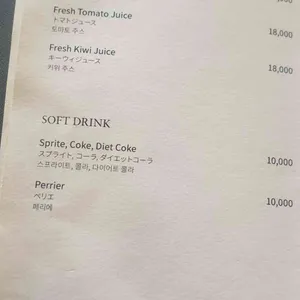 Fresh Tomato Juice
トマトジュース
토마토 주스 18,000
Fresh Kiwi Juice
キーウィジュース
키위 주스 18,000
SOFT DRINK
Sprite, Coke, Diet Coke
スプライト, コーラ, ダイエットコーラ 10,000
스프라이트, 콜라, 다이어트 콜라
Perrier
ペリエ 10,000
페리에